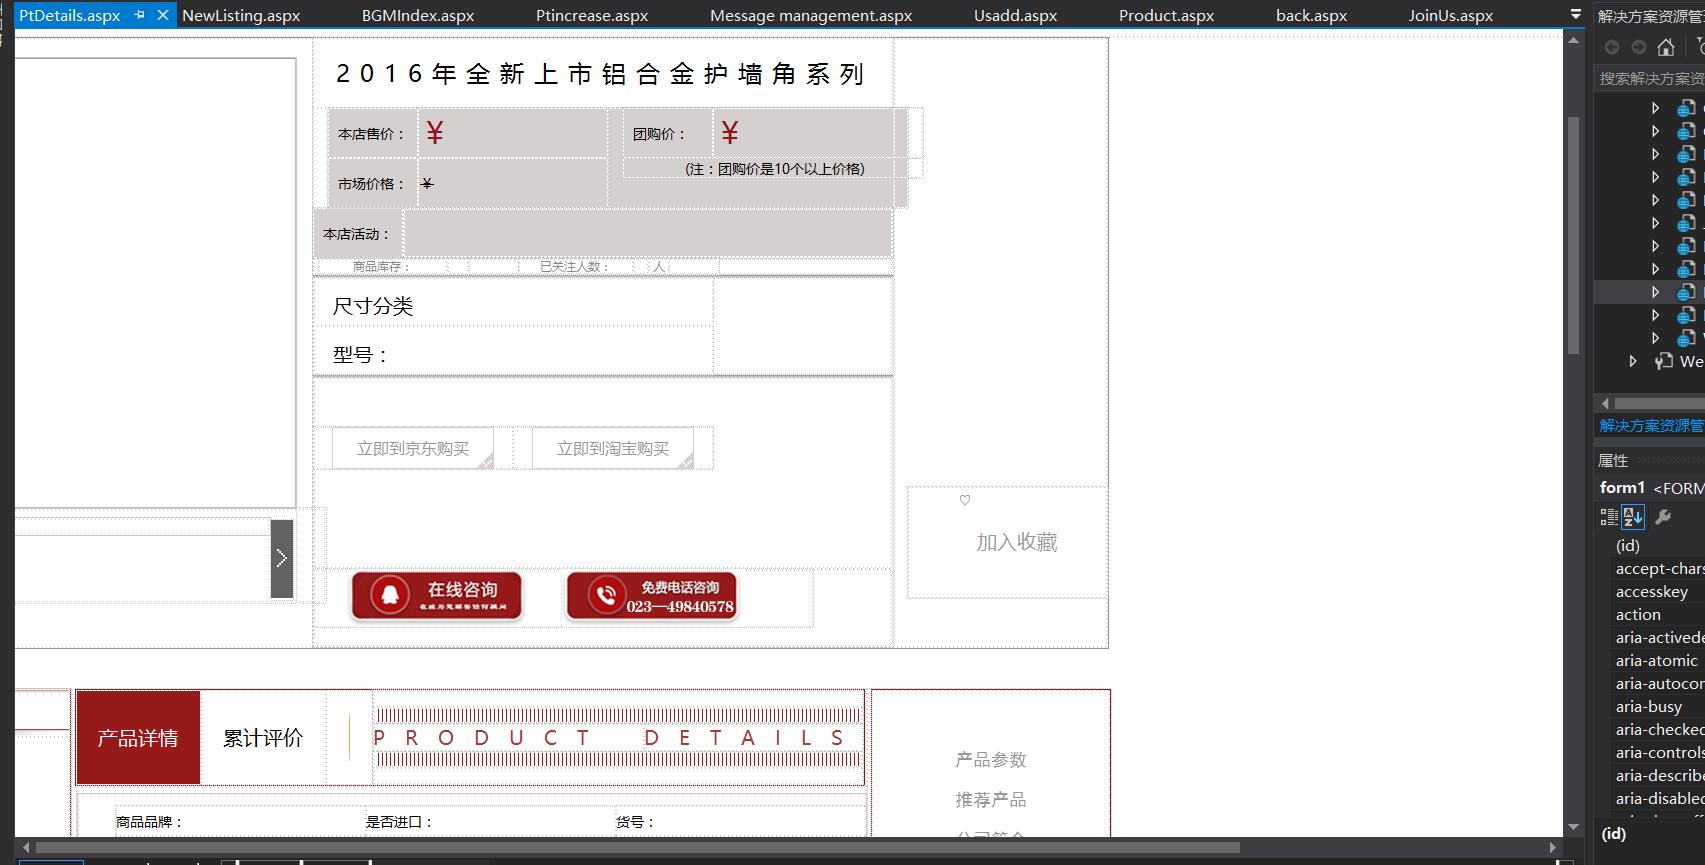 PtDetails.aspx NewListing.aspx BGMIndex.aspx Ptincrease.aspx Message management.aspx Usadd.aspx Product.aspx back.aspx JoinUs.aspx
解决方案资源管
搜索解决方案资
We
解决方案资源管
属性
form1 <FORM
(id)
accept-chars
accesskey
action
aria-actived
aria-atomic
aria-autocor
aria-busy
aria-checked
aria-controls
aria-describe
aria-disabled
(id)
2016年全新上市铝合金护墙角系列
本店售价： ¥ 团购价： ¥
(注：团购价是10个以上价格)
市场价格： ¥
本店活动：
商品库存： 已关注人数： 人
尺寸分类
型号：
立即到京东购买 立即到淘宝购买
♡
加入收藏
在线咨询
免费电话咨询
023—49840578
产品详情 累计评价 PRODUCT DETAILS
产品参数
推荐产品
商品品牌： 是否进口： 货号：